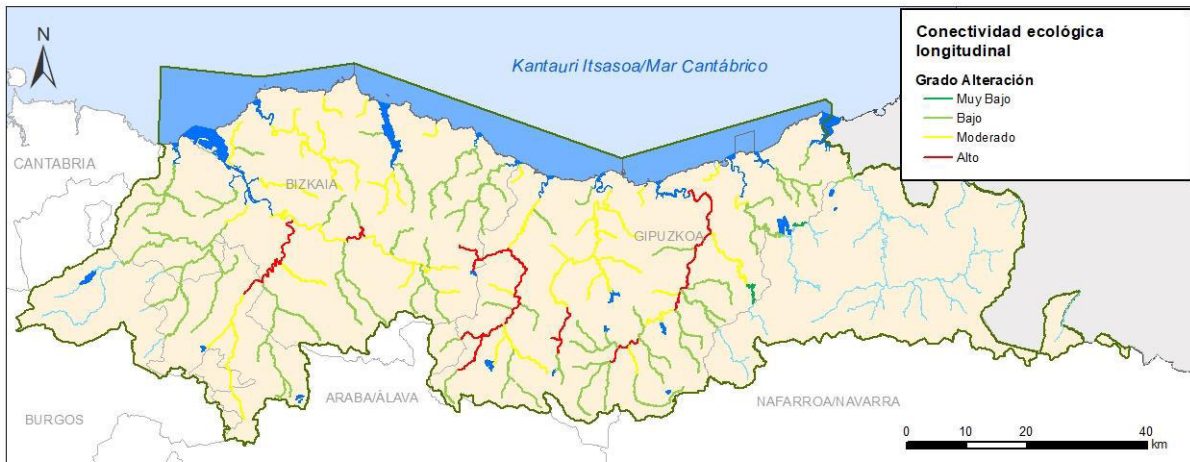 N
Kantauri Itsasoa/Mar Cantábrico
Conectividad ecológica
longitudinal
Grado Alteración
Muy Bajo
Bajo
Moderado
Alto
CANTABRIA
BIZKAIA
GIPUZKOA
ARABA/ÀLAVA
NAFARROA/NAVARRA
BURGOS
0 10 20 40
km